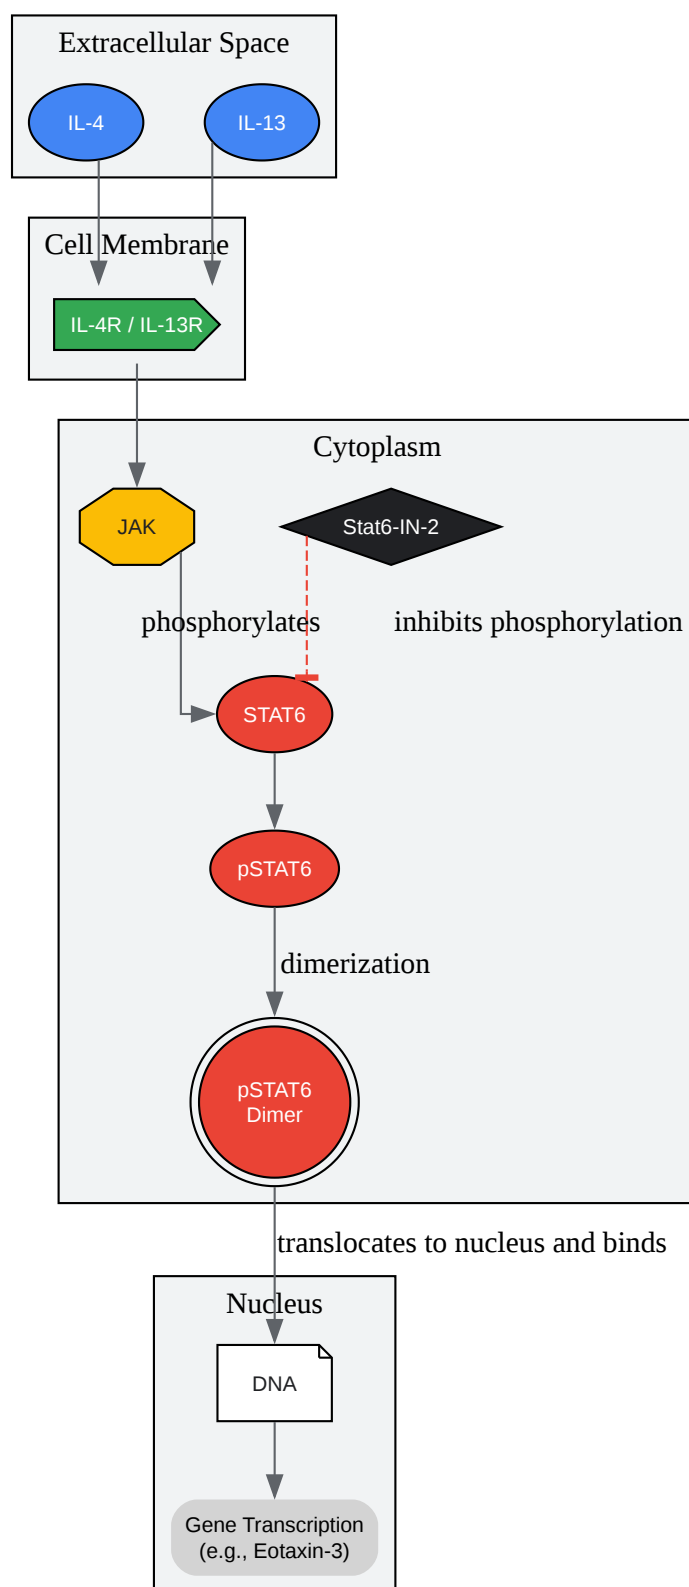 Extracellular Space
IL-4
IL-13
Cell Membrane
IL-4R / IL-13R
Cytoplasm
JAK
Stat6-IN-2
phosphorylates
inhibits phosphorylation
STAT6
pSTAT6
dimerization
pSTAT6
Dimer
translocates to nucleus and binds
Nucleus
DNA
Gene Transcription
(e.g., Eotaxin-3)